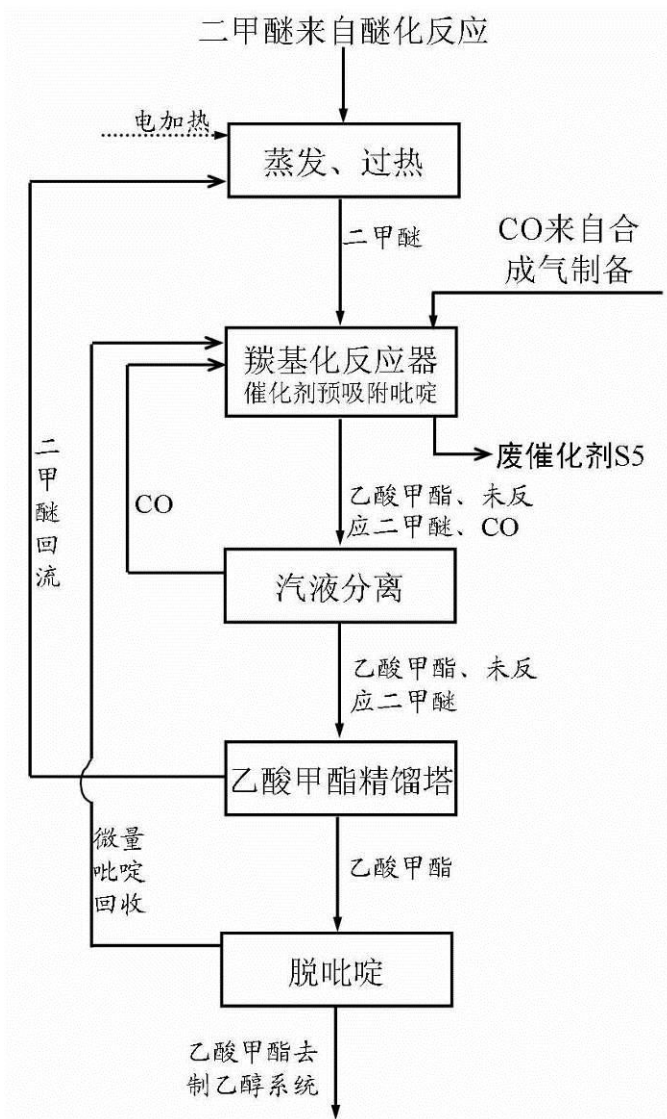 二甲醚来自醚化反应
电加热
蒸发、过热
二甲醚
CO来自合
成气制备
羰基化反应器
催化剂预吸附吡啶
废催化剂S5
二甲醚回流
CO
乙酸甲酯、未反
应二甲醚、CO
汽液分离
乙酸甲酯、未反
应二甲醚
乙酸甲酯精馏塔
微量
吡啶
回收
乙酸甲酯
脱吡啶
乙酸甲酯去
制乙醇系统